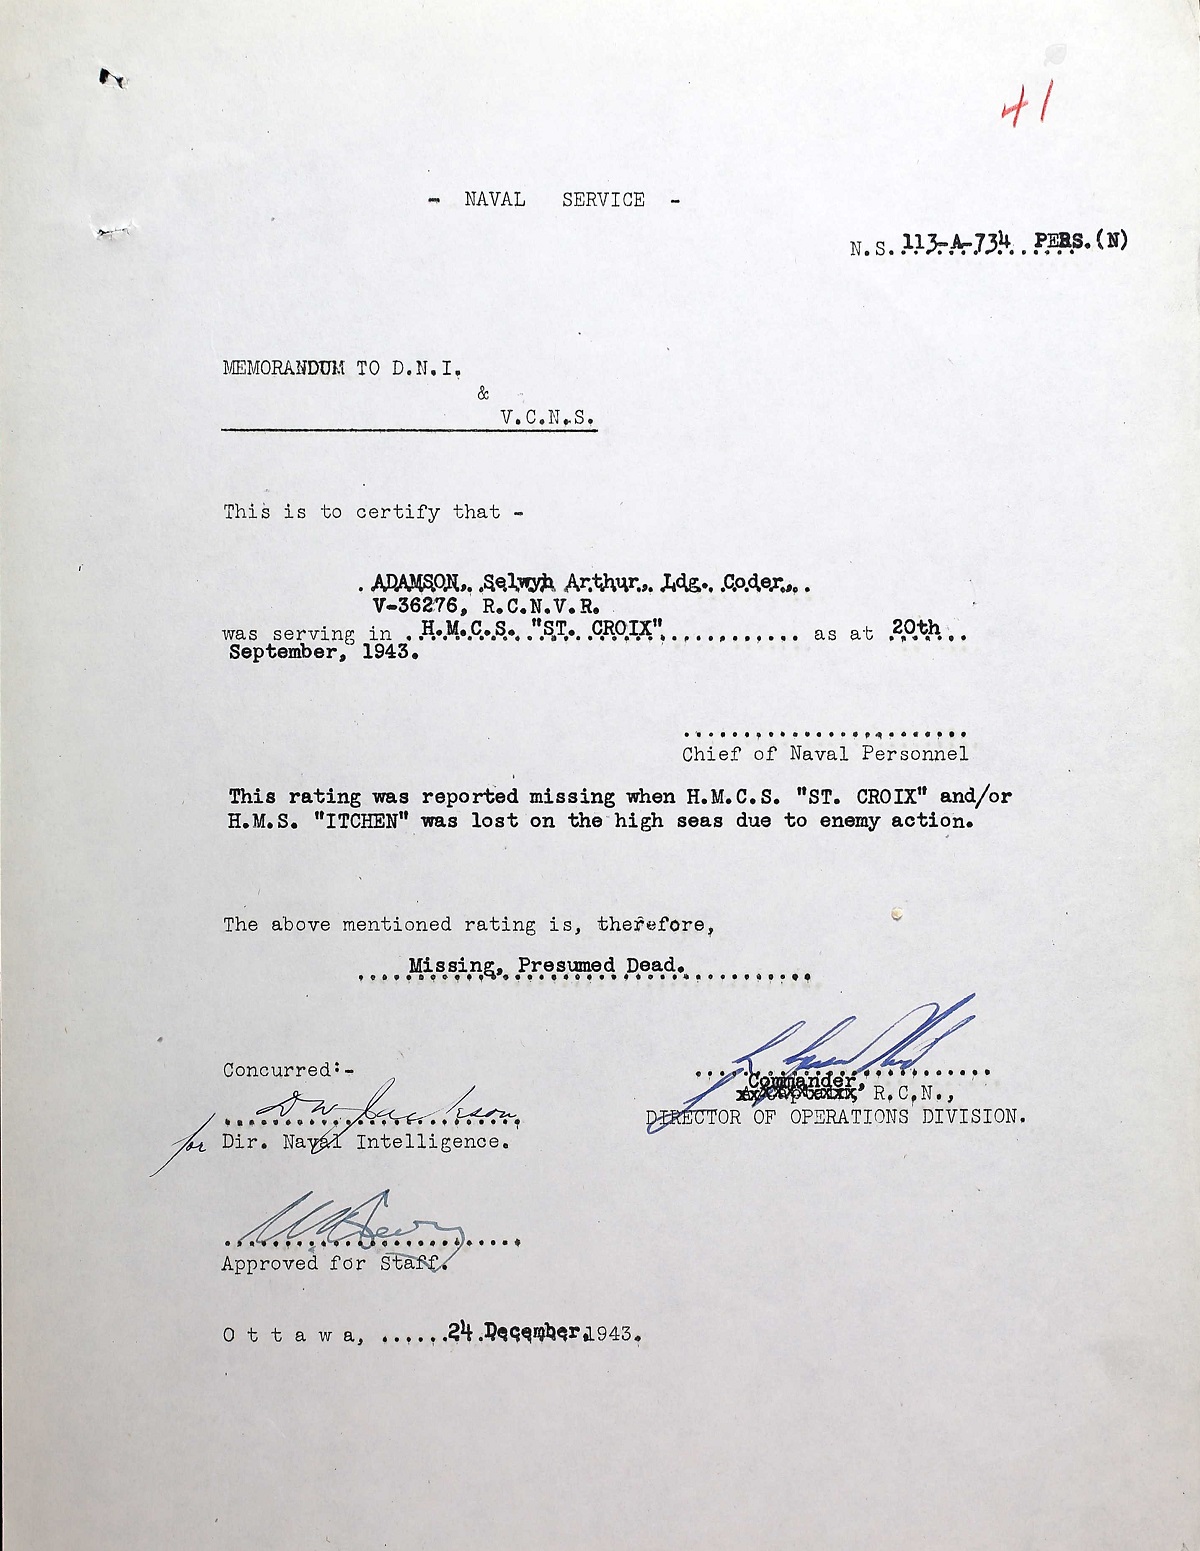 41
- NAVAL SERVICE -
N.S. 113-A-734 PERS.(N)
MEMORANDUM TO D.N.I.
&
V.C.N.S.
This is to certify that -
ADAMSON, Selwyn Arthur, Ldg. Coder,
V-36276, R.C.N.V.R.
was serving in H.M.C.S. "ST. CROIX" as at 20th
September, 1943.
Chief of Naval Personnel
This rating was reported missing when H.M.C.S. "ST. CROIX" and/or
H.M.S. "ITCHEN" was lost on the high seas due to enemy action.
The above mentioned rating is, therefore,
Missing, Presumed Dead.
Concurred:-
D W Jackson
for Dir. Naval Intelligence.
Commander,
R.C.N.,
DIRECTOR OF OPERATIONS DIVISION.
Approved for Staff.
Ottawa, 24 December, 1943.